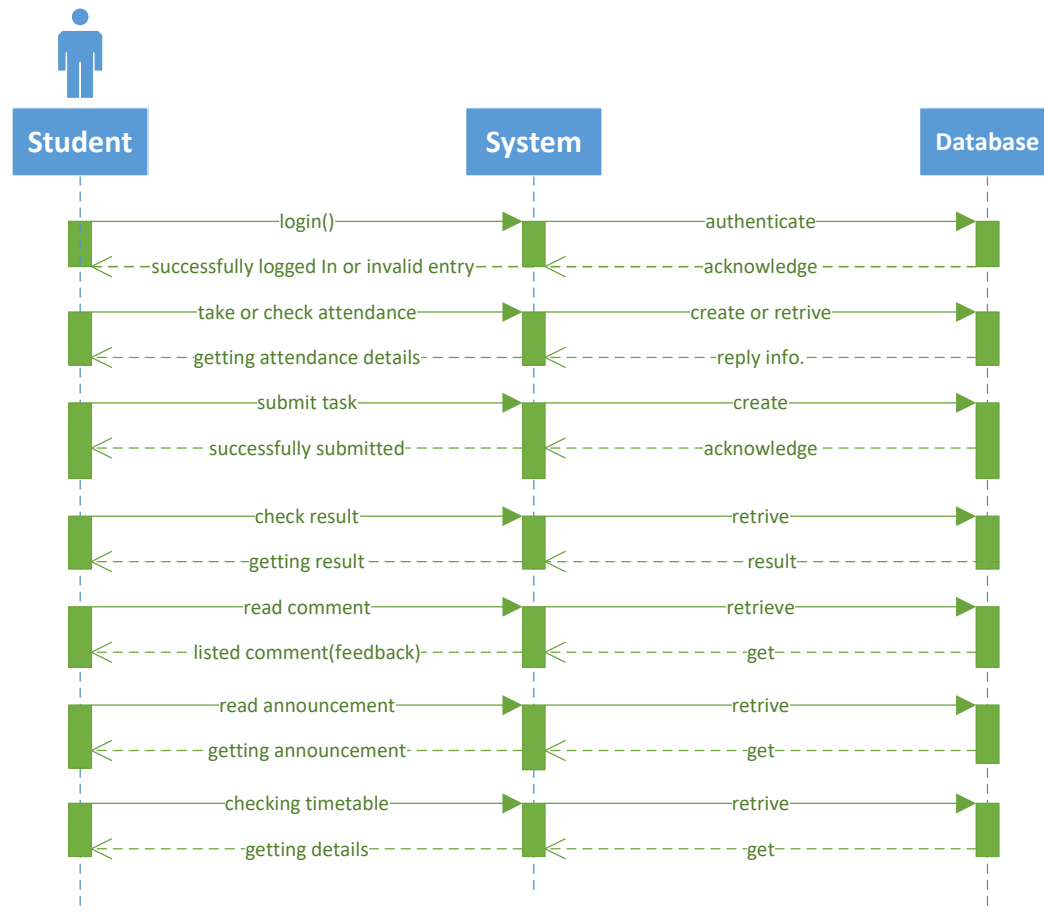 Student
System
Database
login()
authenticate
successfully logged In or invalid entry
acknowledge
take or check attendance
create or retrive
getting attendance details
reply info.
submit task
create
successfully submitted
acknowledge
check result
retrive
getting result
result
read comment
retrieve
listed comment(feedback)
get
read announcement
retrive
getting announcement
get
checking timetable
retrive
getting details
get